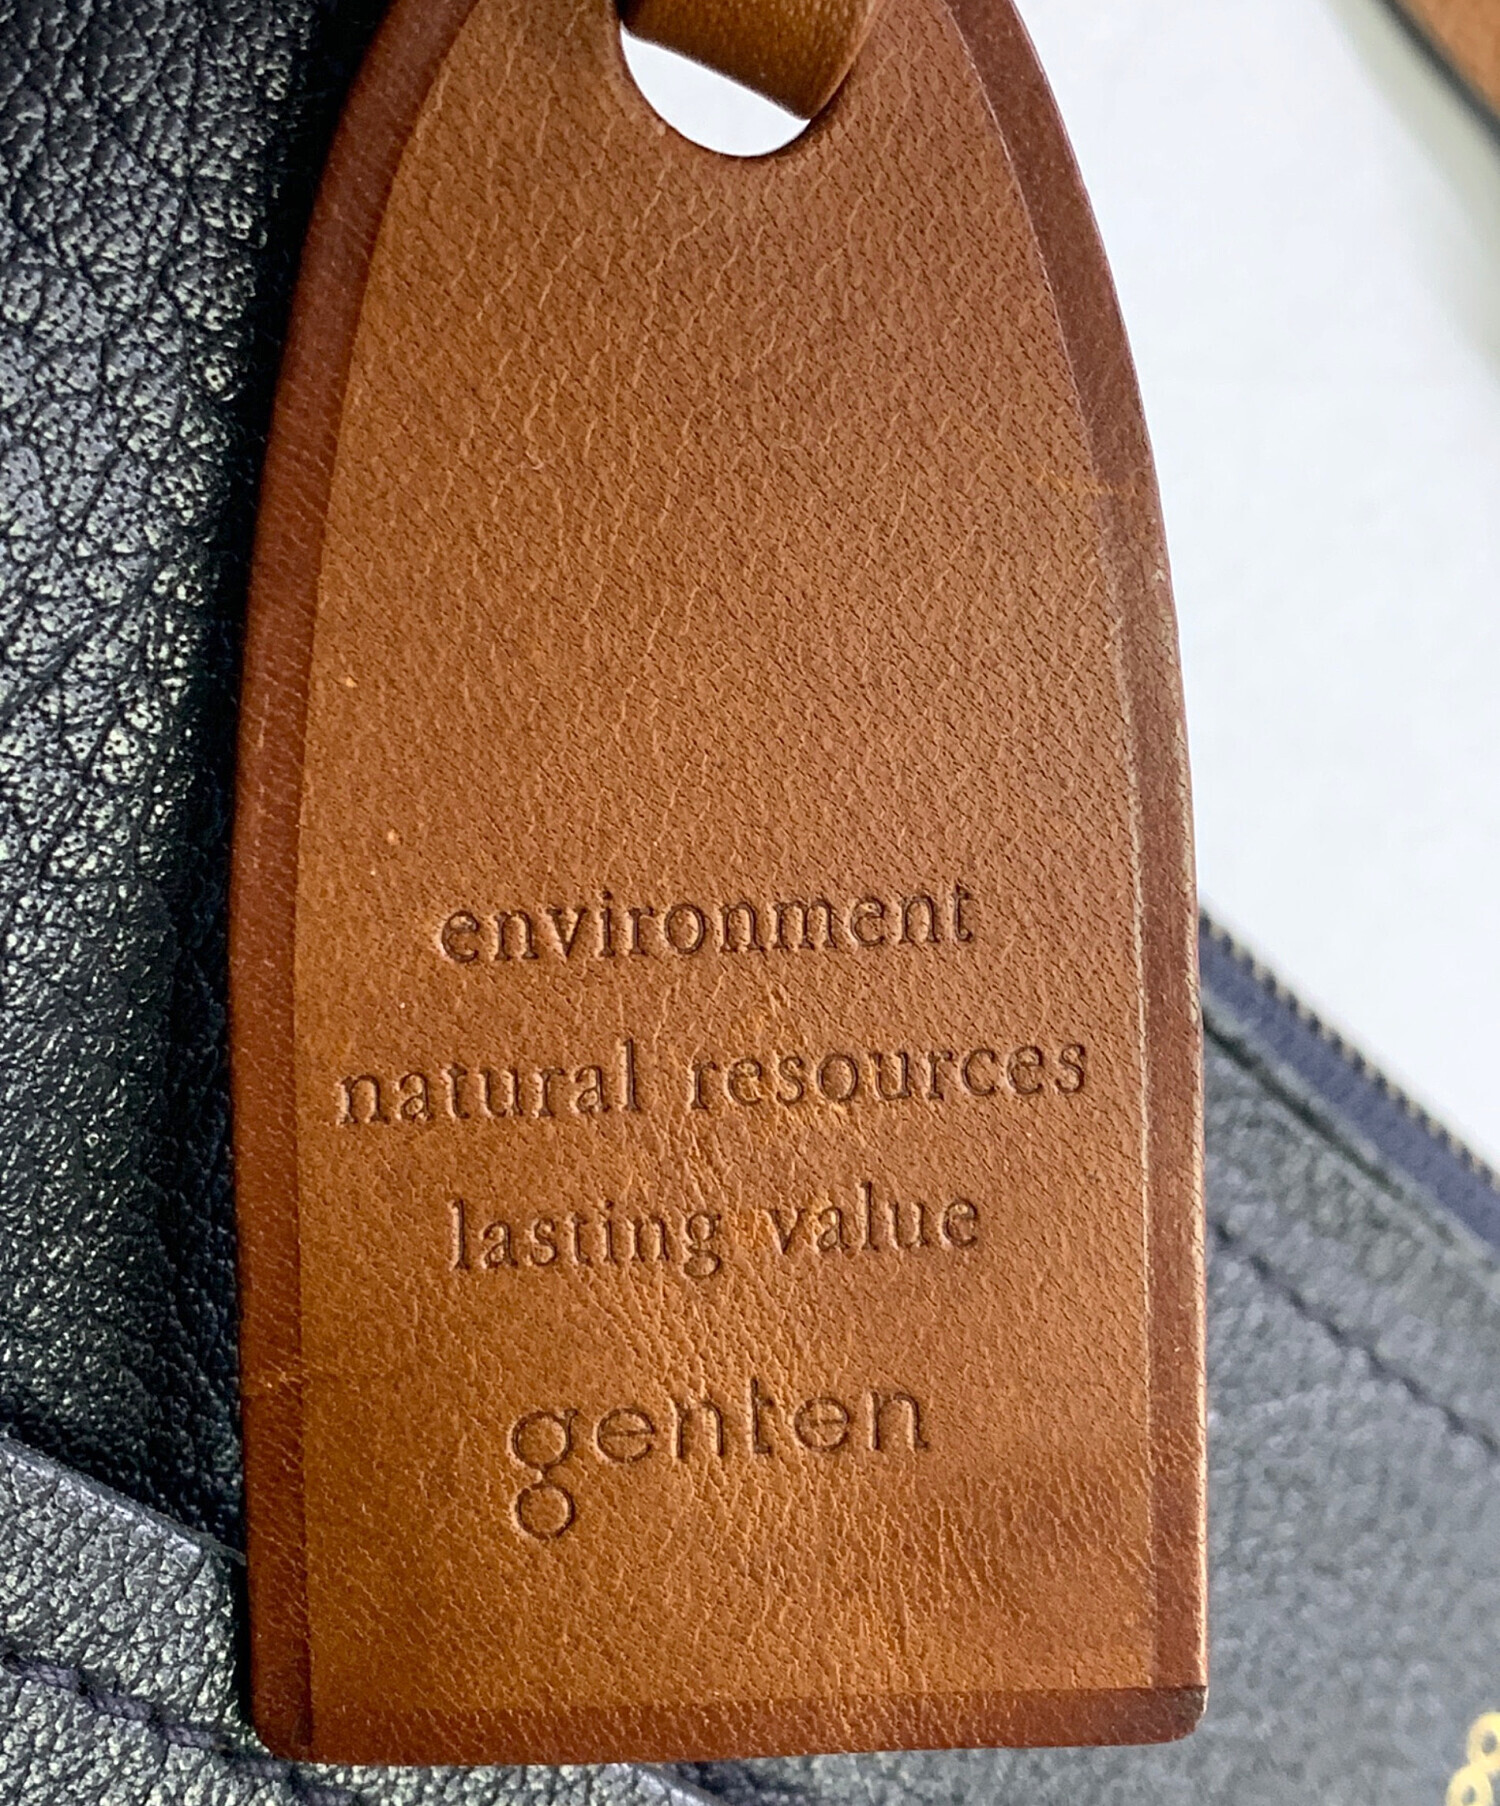 environment
natural resources
lasting value
genten